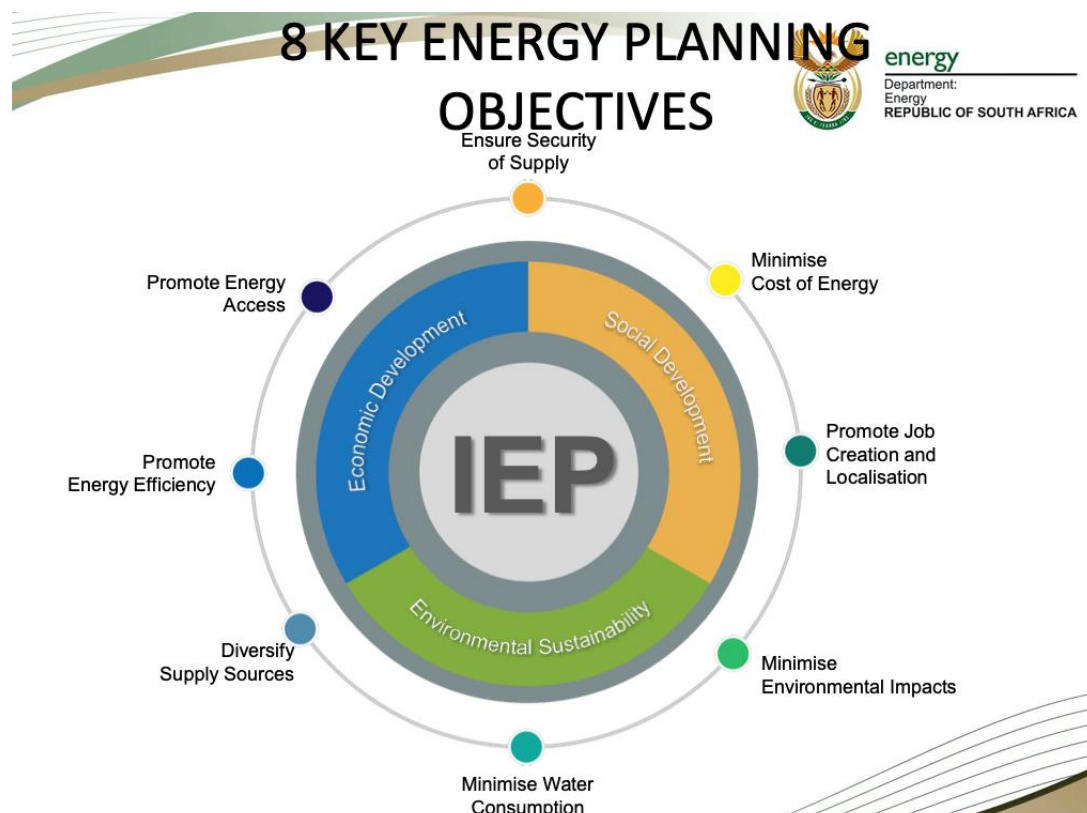 8 KEY ENERGY PLANNING
OBJECTIVES
energy
Department:
Energy
REPUBLIC OF SOUTH AFRICA
Ensure Security
of Supply
Minimise
Cost of Energy
Promote Job
Creation and
Localisation
Minimise
Environmental Impacts
Minimise Water
Consumption
Diversify
Supply Sources
Promote
Energy Efficiency
Promote Energy
Access
Economic Development
Social Development
Environmental Sustainability
IEP